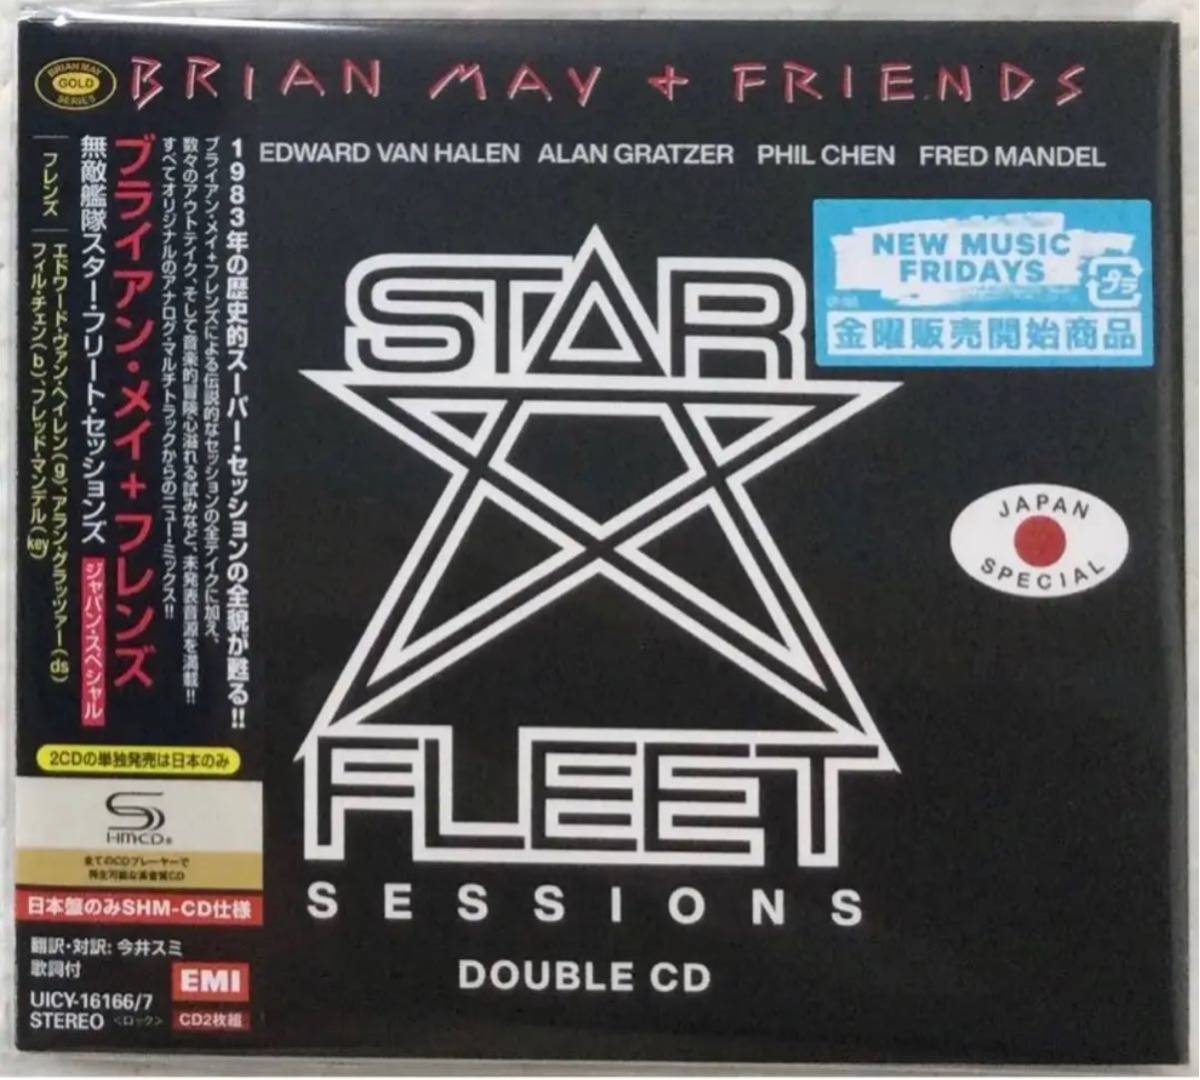 BRIAN MAY GOLD SERIES
BRIAN MAY + FRIENDS
EDWARD VAN HALEN ALAN GRATZER PHIL CHEN FRED MANDEL
NEW MUSIC
FRIDAYS
プラ
金曜販売開始商品
STAR
FLEET
SESSIONS
DOUBLE CD
JAPAN
SPECIAL
1983年の歴史的スーパー・セッションの全貌が甦る!!
ブライアン・メイ+フレンズによる伝説的なセッションの全テイクに加え、
数々のアウトテイク、そして音楽的冒険心溢れる試みなど、未発表音源を満載!!
すべてオリジナルのアナログ・マルチトラックからのニュー・ミックス!!
ブライアン・メイ+フレンズ
無敵艦隊スター・フリート・セッションズ ジャパン・スペシャル
フレンズ
エドワード・ヴァン・ヘイレン(g)、アラン・グラッツァー(ds)
フィル・チェン(b)、フレッド・マンデル(key)
2CDの単独発売は日本のみ
SHM-CD
全てのCDプレーヤーで
再生可能な高音質CD
日本盤のみSHM-CD仕様
翻訳・対訳: 今井スミ
歌詞付
UICY-16166/7
STEREO <ロック>
EMI
CD2枚組